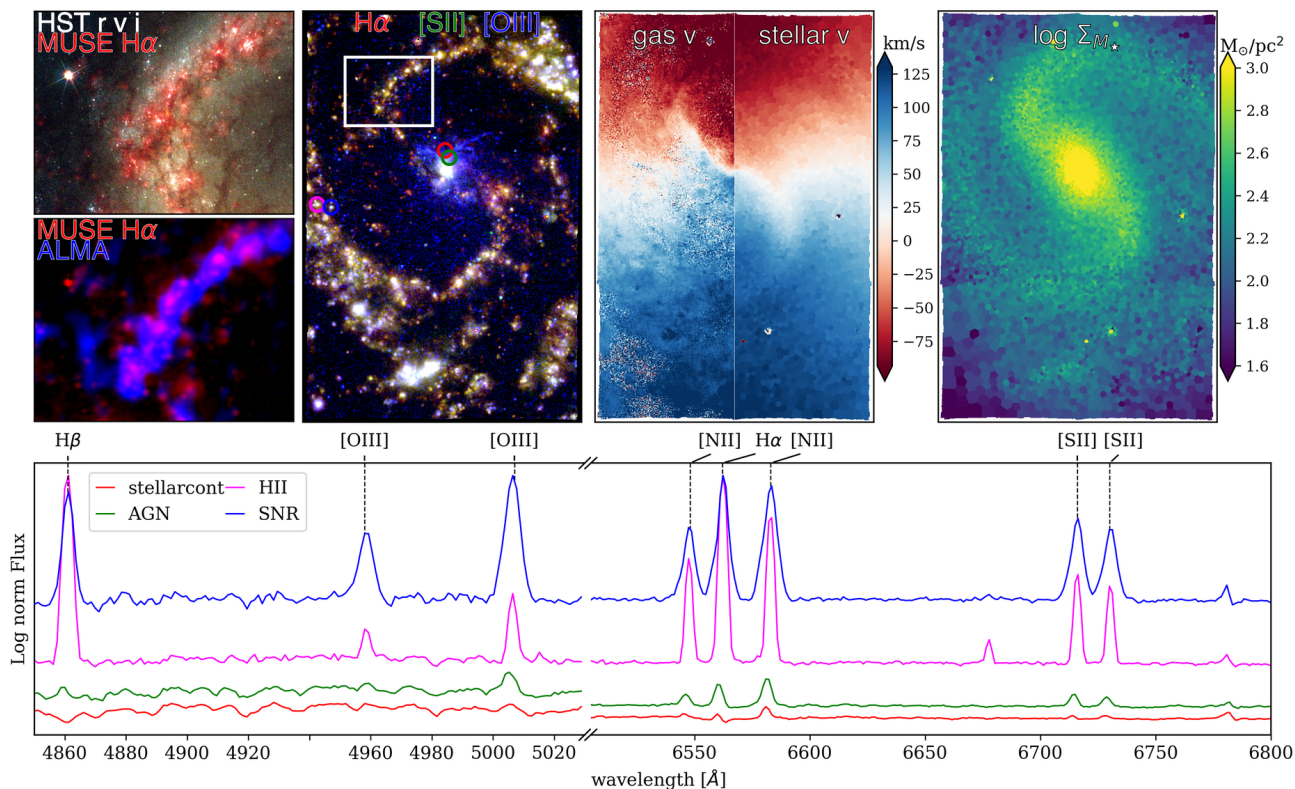 HST r v i
MUSE Hα
Hα [SII] [OIII]
gas v stellar v
km/s
125
100
75
50
25
0
−25
−50
−75
log Σ_M⋆
M⊙/pc²
3.0
2.8
2.6
2.4
2.2
2.0
1.8
1.6
MUSE Hα
ALMA
Hβ [OIII] [OIII] [NII] Hα [NII] [SII] [SII]
stellarcont HII
AGN SNR
Log norm Flux
4860 4880 4900 4920 4960 4980 5000 5020 6550 6600 6650 6700 6750 6800
wavelength [Å]